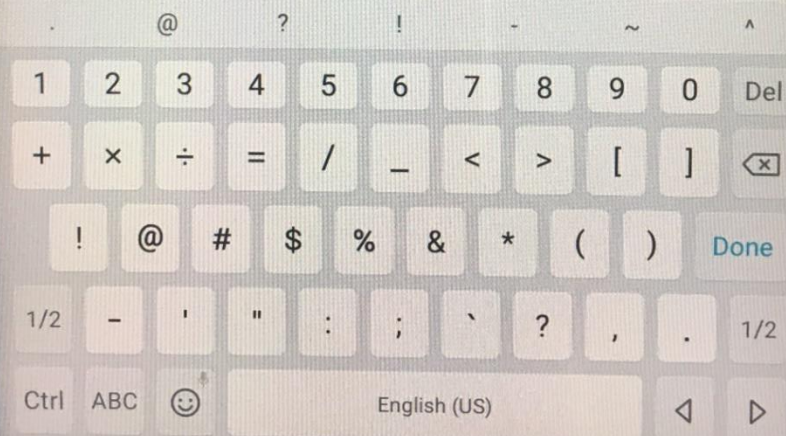 . @ ? ! - ~ ^
1 2 3 4 5 6 7 8 9 0 Del
+ × ÷ = / _ < > [ ]
! @ # $ % & * ( ) Done
1/2 - ' " : ; ` ? , . 1/2
Ctrl ABC English (US)